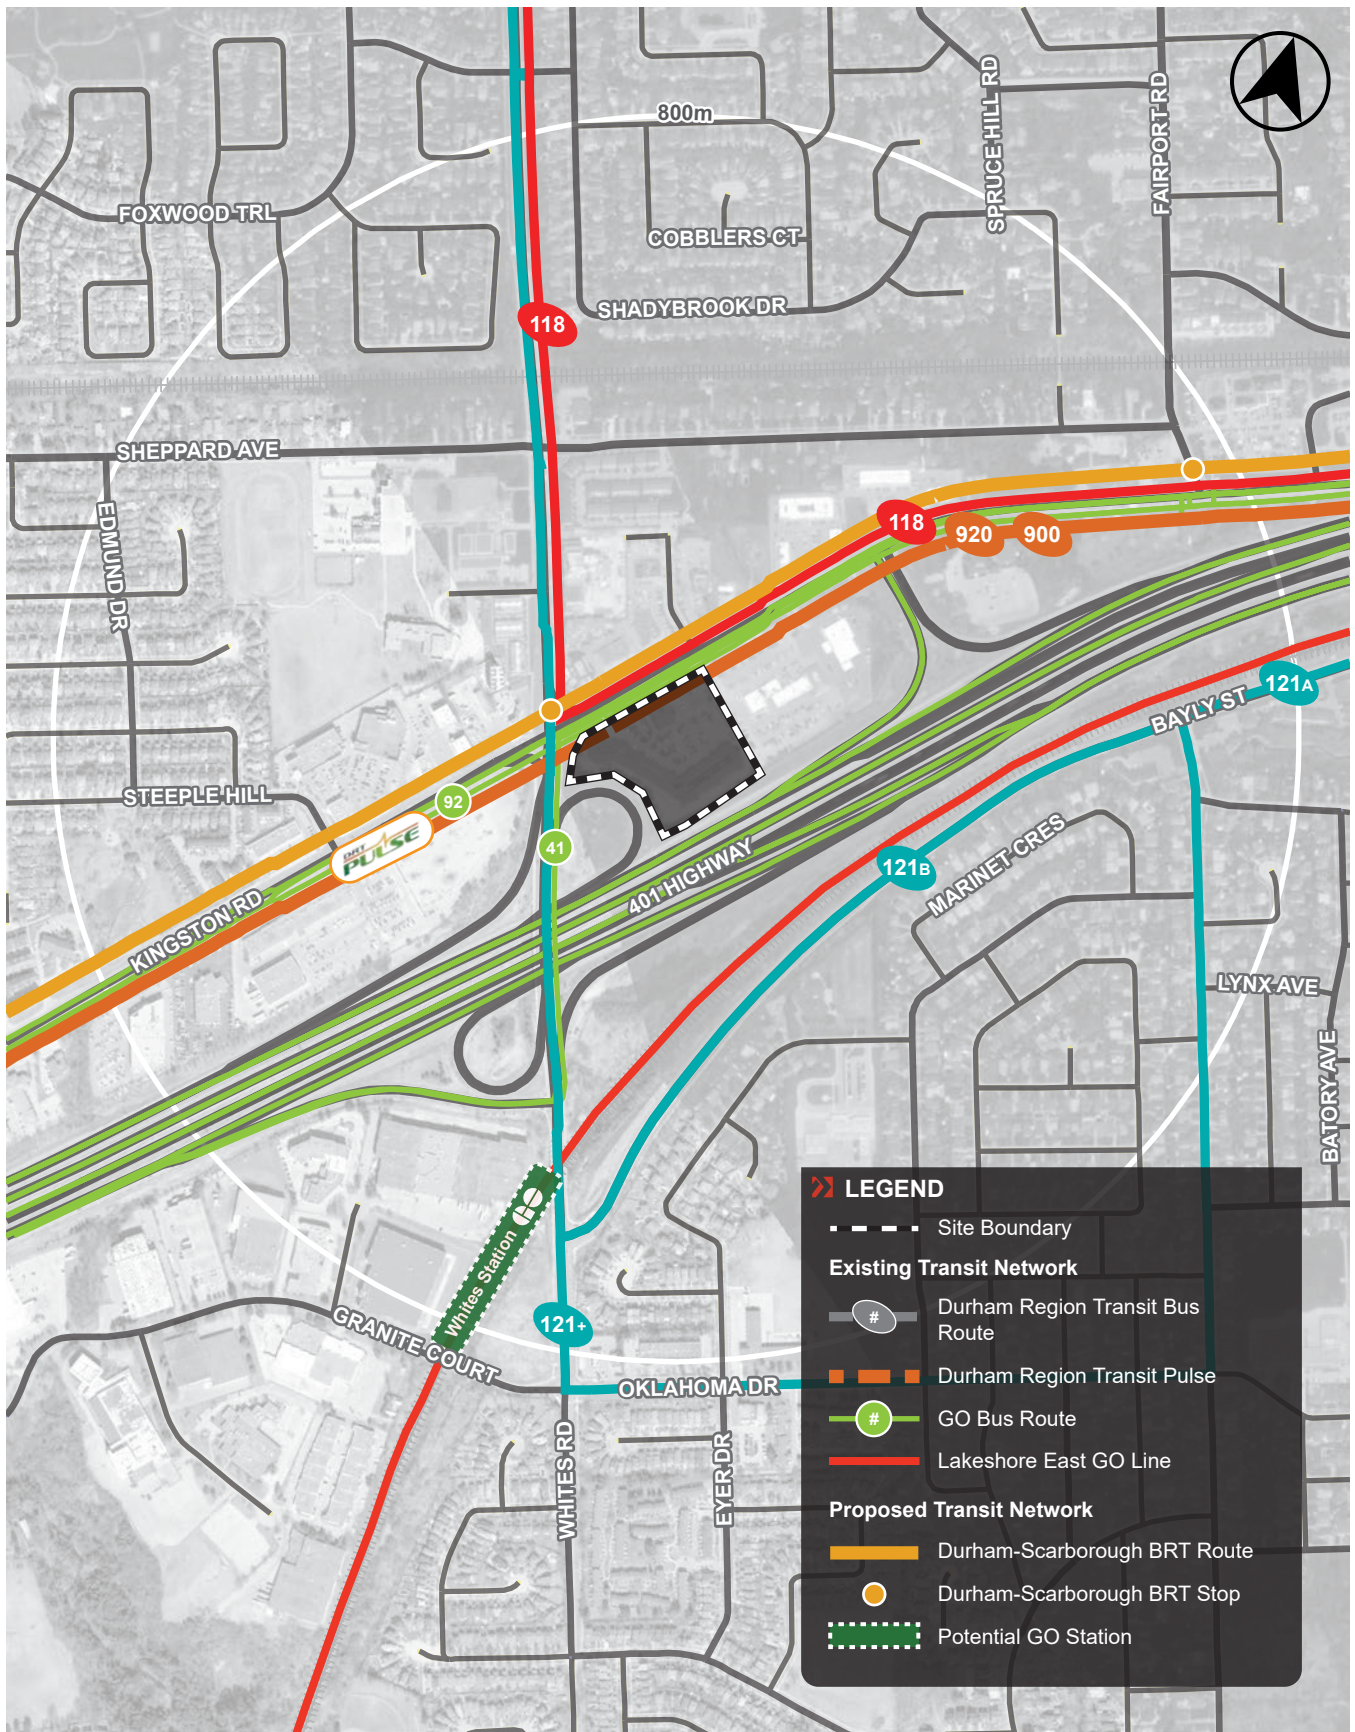 800m
SPRUCE HILL RD
FAIRPORT RD
FOXWOOD TRL
COBBLERS CT
SHADYBROOK DR
118
SHEPPARD AVE
EDMUND DR
118
920
900
121A
BAYLY ST
STEEPLE HILL
92
DRT
PULSE
41
401 HIGHWAY
121B
MARINET CRES
KINGSTON RD
LYNX AVE
BATORY AVE
Whites Station
GO
GRANITE COURT
121+
OKLAHOMA DR
WHITES RD
EYER DR
LEGEND
Site Boundary
Existing Transit Network
#
Durham Region Transit Bus
Route
Durham Region Transit Pulse
#
GO Bus Route
Lakeshore East GO Line
Proposed Transit Network
Durham-Scarborough BRT Route
Durham-Scarborough BRT Stop
Potential GO Station